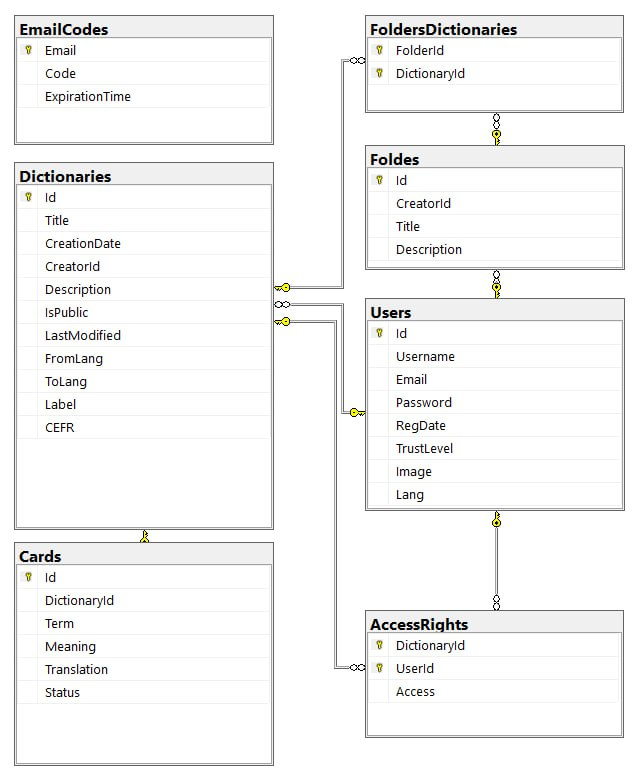 EmailCodes
Email
Code
ExpirationTime
Dictionaries
Id
Title
CreationDate
CreatorId
Description
IsPublic
LastModified
FromLang
ToLang
Label
CEFR
Cards
Id
DictionaryId
Term
Meaning
Translation
Status
FoldersDictionaries
FolderId
DictionaryId
Foldes
Id
CreatorId
Title
Description
Users
Id
Username
Email
Password
RegDate
TrustLevel
Image
Lang
AccessRights
DictionaryId
UserId
Access